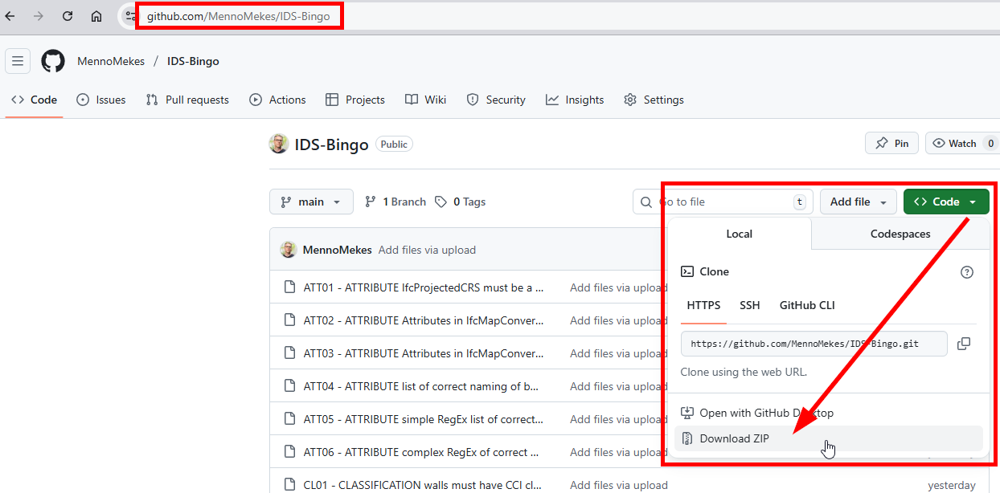 github.com/MennoMekes/IDS-Bingo
MennoMekes / IDS-Bingo
Code Issues Pull requests Actions Projects Wiki Security Insights Settings
IDS-Bingo Public Pin Watch 0
main 1 Branch 0 Tags Go to file t Add file Code
Local Codespaces
MennoMekes Add files via upload
Clone
ATT01 - ATTRIBUTE IfcProjectedCRS must be a ... Add files via upload
HTTPS SSH GitHub CLI
ATT02 - ATTRIBUTE Attributes in IfcMapConver... Add files via upload
https://github.com/MennoMekes/IDS-Bingo.git
ATT03 - ATTRIBUTE Attributes in IfcMapConver... Add files via upload
Clone using the web URL.
ATT04 - ATTRIBUTE list of correct naming of b... Add files via upload
Open with GitHub Desktop
ATT05 - ATTRIBUTE simple RegEx list of correct... Add files via upload
Download ZIP
ATT06 - ATTRIBUTE complex RegEx of correct ... Add files via upload
CL01 - CLASSIFICATION walls must have CCI cl... Add files via upload yesterday